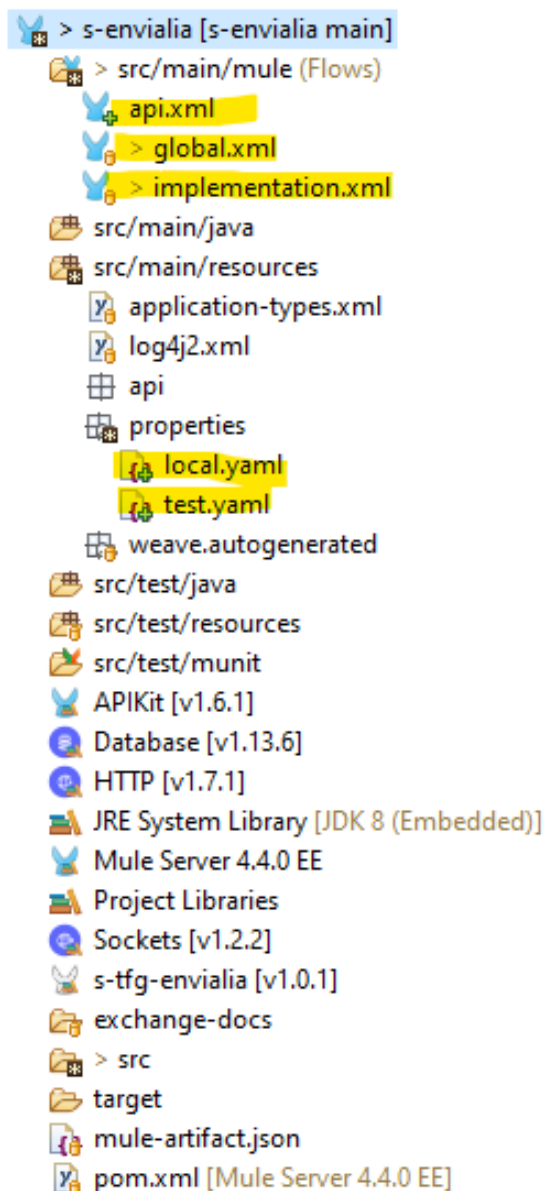 > s-envialia [s-envialia main]
> src/main/mule (Flows)
api.xml
> global.xml
> implementation.xml
src/main/java
src/main/resources
application-types.xml
log4j2.xml
api
properties
local.yaml
test.yaml
weave.autogenerated
src/test/java
src/test/resources
src/test/munit
APIKit [v1.6.1]
Database [v1.13.6]
HTTP [v1.7.1]
JRE System Library [JDK 8 (Embedded)]
Mule Server 4.4.0 EE
Project Libraries
Sockets [v1.2.2]
s-tfg-envialia [v1.0.1]
exchange-docs
> src
target
mule-artifact.json
pom.xml [Mule Server 4.4.0 EE]